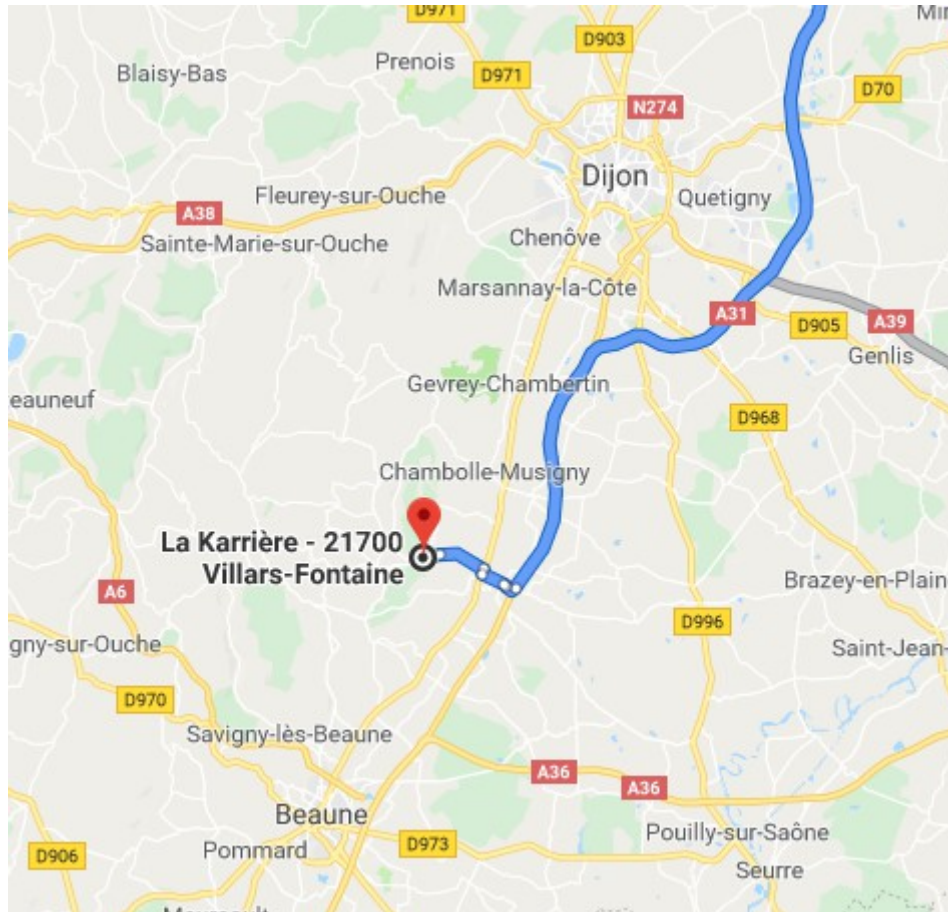 D971
D903
Min
Prenois
Blaisy-Bas
D971
D70
N274
Dijon
Quetigny
Fleurey-sur-Ouche
A38
Sainte-Marie-sur-Ouche
Chenôve
Marsannay-la-Côte
A31
D905
A39
Genlis
Gevrey-Chambertin
eauneuf
D968
Chambolle-Musigny
La Karrière - 21700
Villars-Fontaine
A6
Brazey-en-Plain
D996
gny-sur-Ouche
Saint-Jean-
D970
Savigny-lès-Beaune
A36
A36
Beaune
Pouilly-sur-Saône
D973
Pommard
D906
Seurre